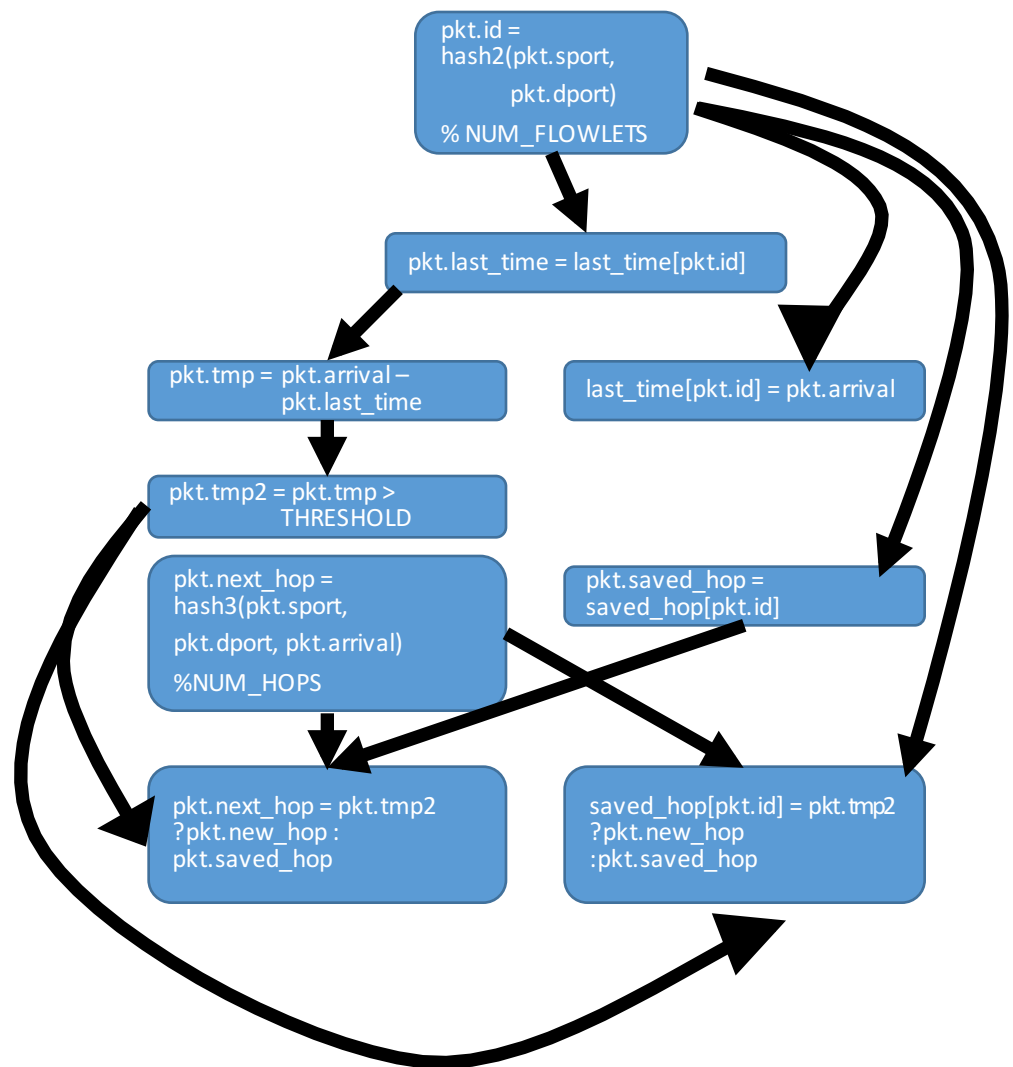 pkt.id =
hash2(pkt.sport,
pkt.dport)
% NUM_FLOWLETS
pkt.last_time = last_time[pkt.id]
pkt.tmp = pkt.arrival –
pkt.last_time
last_time[pkt.id] = pkt.arrival
pkt.tmp2 = pkt.tmp >
THRESHOLD
pkt.next_hop =
hash3(pkt.sport,
pkt.dport, pkt.arrival)
%NUM_HOPS
pkt.saved_hop =
saved_hop[pkt.id]
pkt.next_hop = pkt.tmp2
?pkt.new_hop :
pkt.saved_hop
saved_hop[pkt.id] = pkt.tmp2
?pkt.new_hop
:pkt.saved_hop